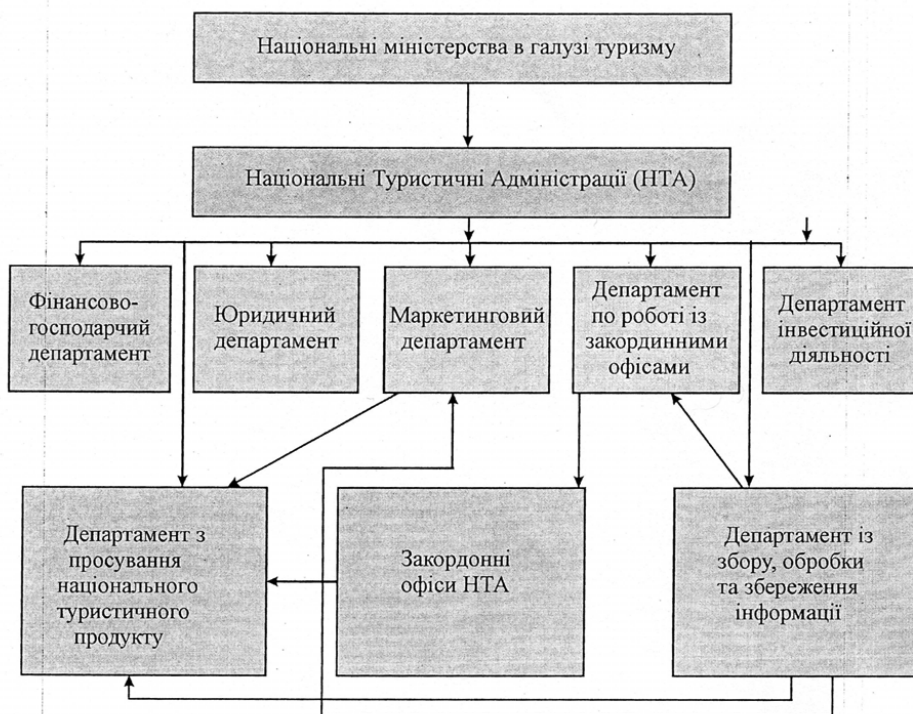 Національні міністерства в галузі туризму
Національні Туристичні Адміністрації (НТА)
Фінансово-
господарчий
департамент
Юридичний
департамент
Маркетинговий
департамент
Департамент
по роботі із
закординними
офісами
Департамент
інвестиційної
діяльності
Департамент з
просування
національного
туристичного
продукту
Закордонні
офіси НТА
Департамент із
збору, обробки
та збереження
інформації